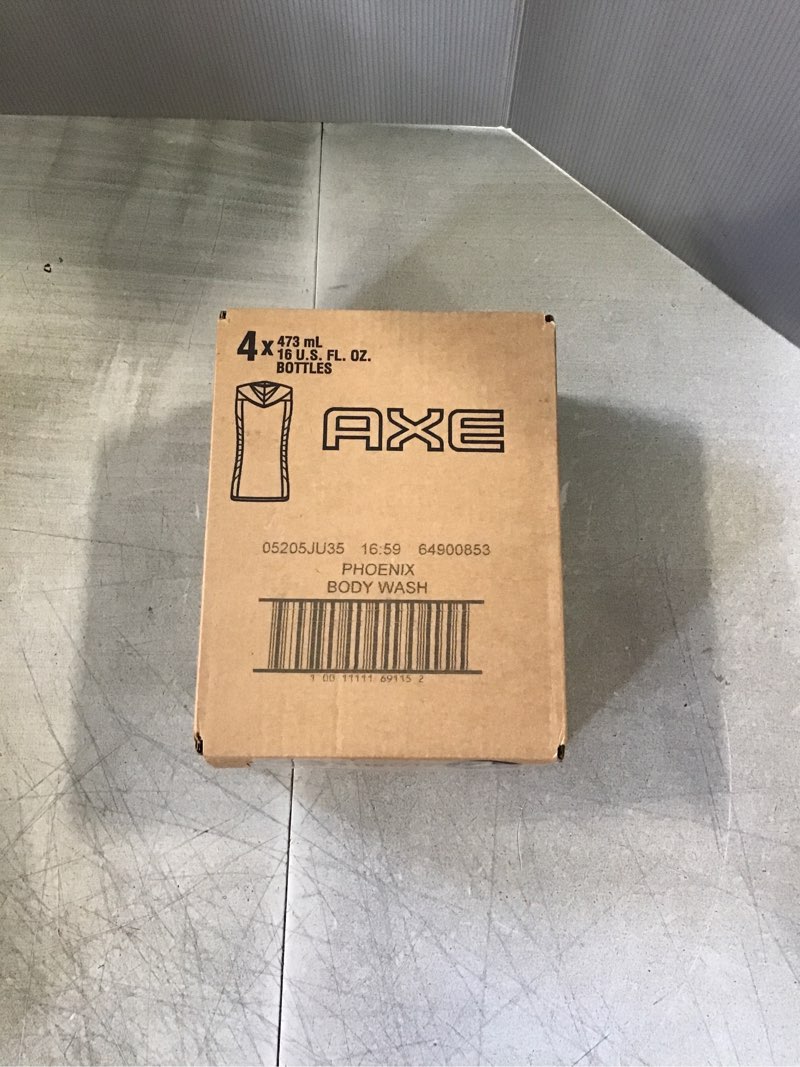 4x 473 mL
16 U.S. FL. OZ.
BOTTLES
AXE
05205JU35 16:59 64900853
PHOENIX
BODY WASH
1 00 11111 69115 2